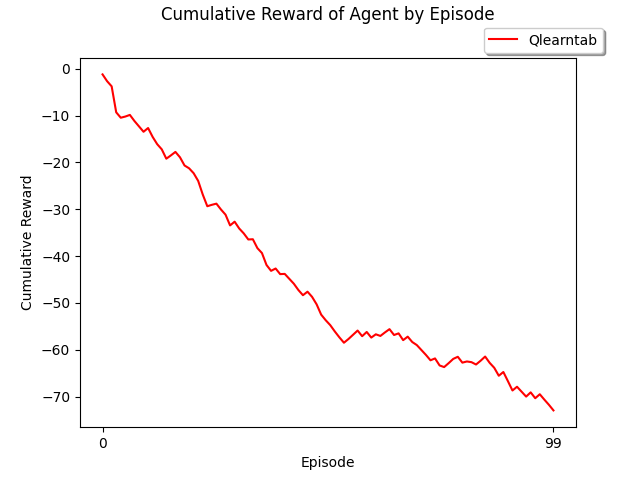 Cumulative Reward of Agent by Episode
Qlearntab
0
−10
−20
−30
−40
−50
−60
−70
Cumulative Reward
0 99
Episode